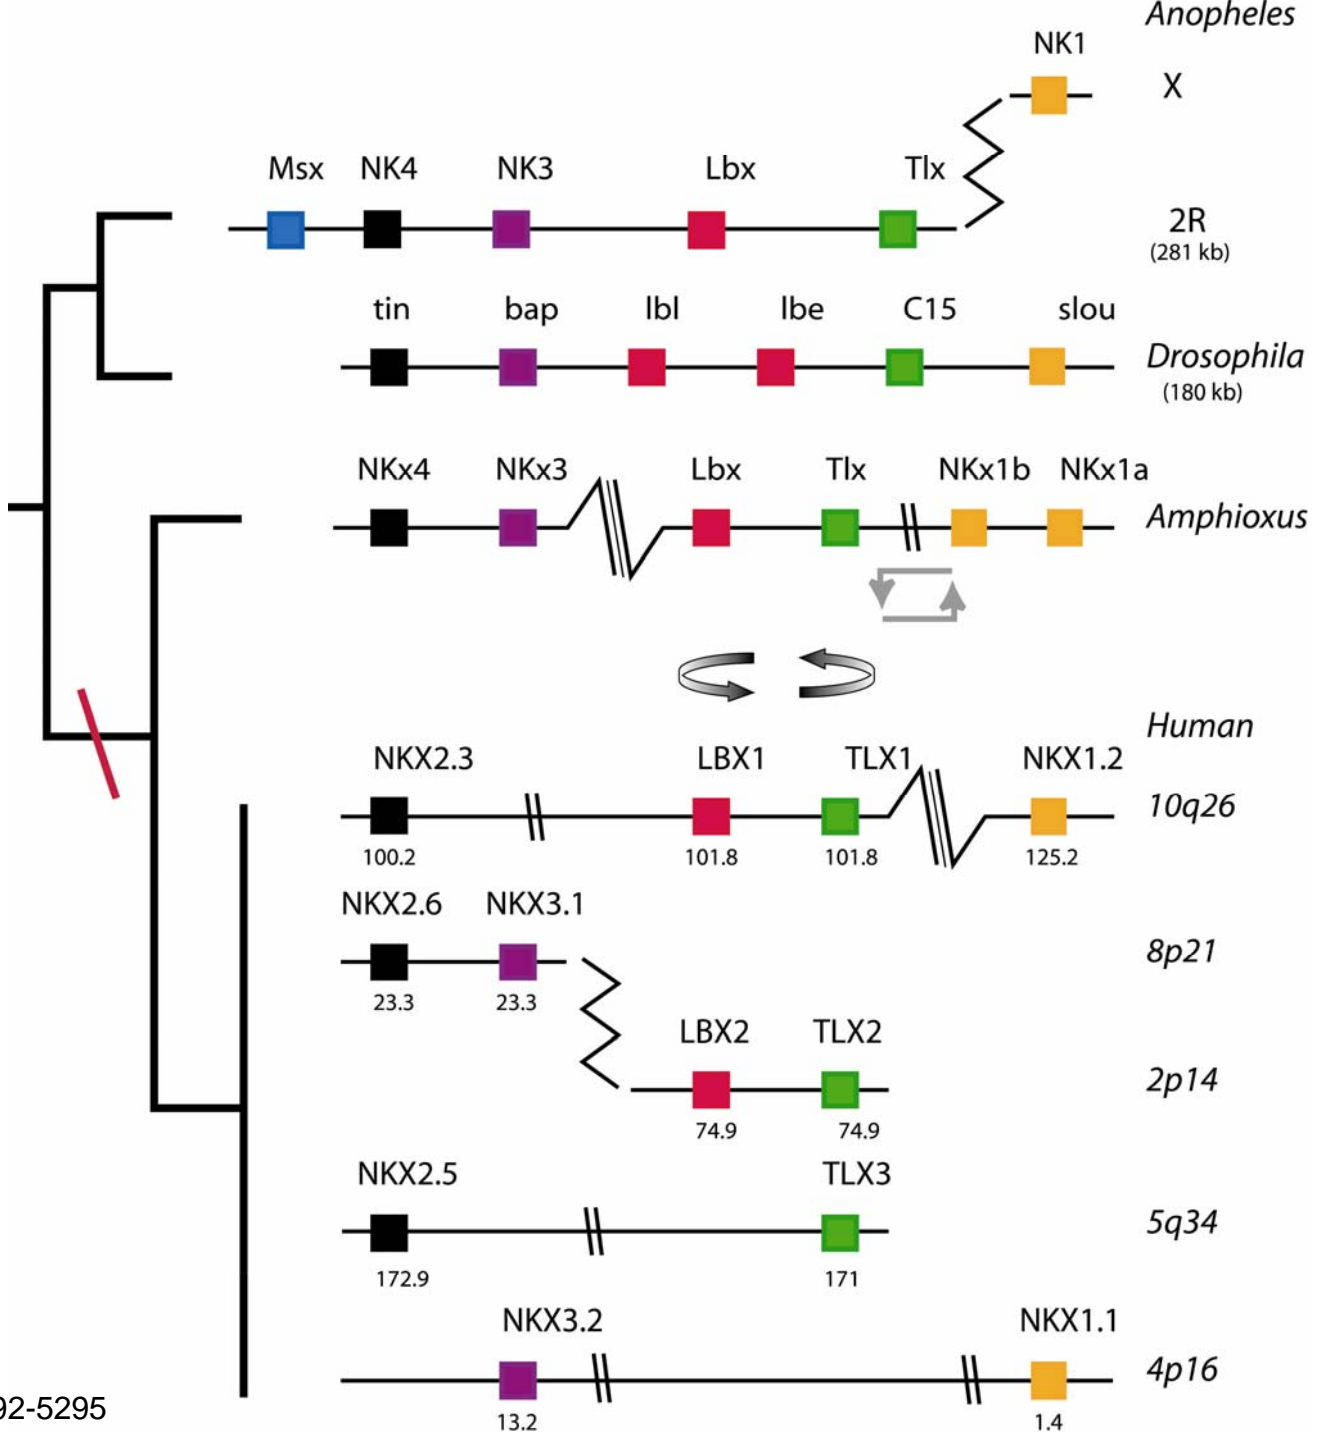 Anopheles
NK1
X
Msx NK4 NK3 Lbx Tlx
2R
(281 kb)
tin bap lbl lbe C15 slou
Drosophila
(180 kb)
NKx4 NKx3 Lbx Tlx NKx1b NKx1a
Amphioxus
Human
NKX2.3 LBX1 TLX1 NKX1.2
10q26
100.2 101.8 101.8 125.2
NKX2.6 NKX3.1
8p21
23.3 23.3
LBX2 TLX2
2p14
74.9 74.9
NKX2.5 TLX3
5q34
172.9 171
NKX3.2 NKX1.1
4p16
92-5295
13.2 1.4